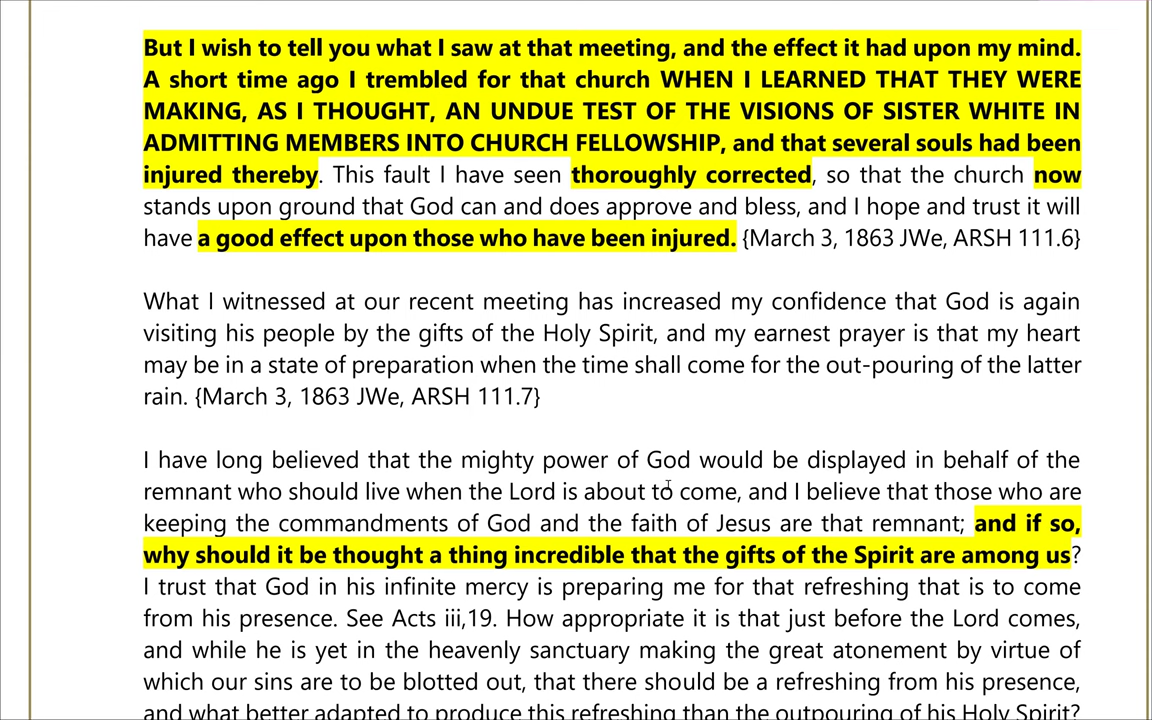 But I wish to tell you what I saw at that meeting, and the effect it had upon my mind.
A short time ago I trembled for that church WHEN I LEARNED THAT THEY WERE
MAKING, AS I THOUGHT, AN UNDUE TEST OF THE VISIONS OF SISTER WHITE IN
ADMITTING MEMBERS INTO CHURCH FELLOWSHIP, and that several souls had been
injured thereby. This fault I have seen thoroughly corrected, so that the church now
stands upon ground that God can and does approve and bless, and I hope and trust it will
have a good effect upon those who have been injured. {March 3, 1863 JWe, ARSH 111.6}
What I witnessed at our recent meeting has increased my confidence that God is again
visiting his people by the gifts of the Holy Spirit, and my earnest prayer is that my heart
may be in a state of preparation when the time shall come for the out-pouring of the latter
rain. {March 3, 1863 JWe, ARSH 111.7}
I have long believed that the mighty power of God would be displayed in behalf of the
remnant who should live when the Lord is about to come, and I believe that those who are
keeping the commandments of God and the faith of Jesus are that remnant; and if so,
why should it be thought a thing incredible that the gifts of the Spirit are among us?
I trust that God in his infinite mercy is preparing me for that refreshing that is to come
from his presence. See Acts iii,19. How appropriate it is that just before the Lord comes,
and while he is yet in the heavenly sanctuary making the great atonement by virtue of
which our sins are to be blotted out, that there should be a refreshing from his presence,
and what better adapted to produce this refreshing than the outpouring of his Holy Spirit?